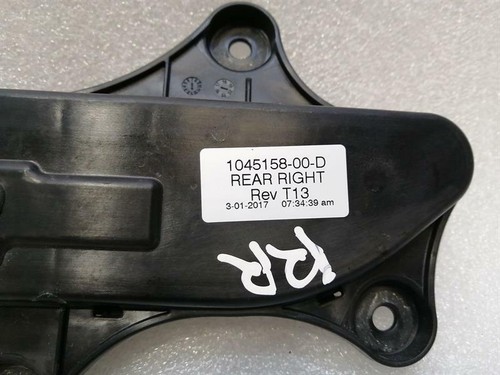 1045158-00-D
REAR RIGHT
Rev T13
3-01-2017 07:34:39 am
RR